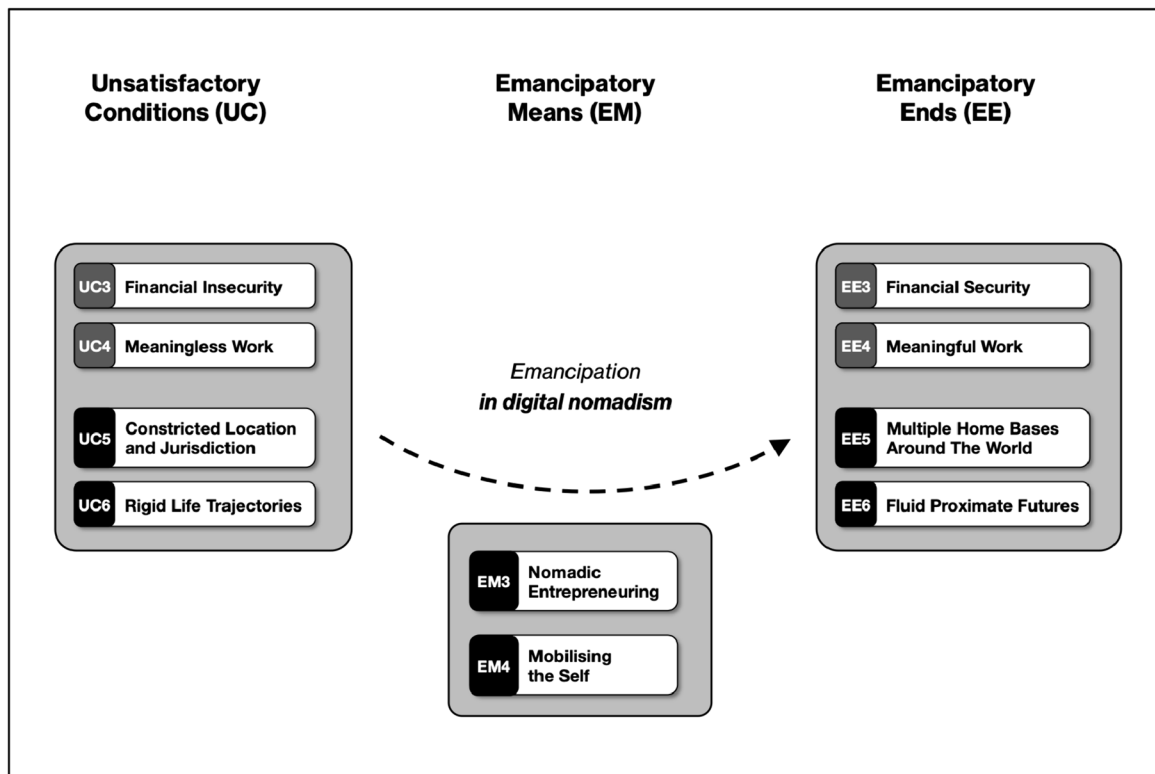 Unsatisfactory
Conditions (UC)
Emancipatory
Means (EM)
Emancipatory
Ends (EE)
UC3 Financial Insecurity
UC4 Meaningless Work
UC5 Constricted Location
and Jurisdiction
UC6 Rigid Life Trajectories
Emancipation
in digital nomadism
EM3 Nomadic
Entrepreneuring
EM4 Mobilising
the Self
EE3 Financial Security
EE4 Meaningful Work
EE5 Multiple Home Bases
Around The World
EE6 Fluid Proximate Futures